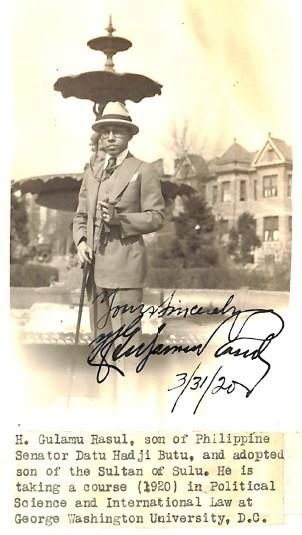 Yours Sincerely
H. Gulamu Rasul
3/31/20
H. Gulamu Rasul, son of Philippine
Senator Datu Hadji Butu, and adopted
son of the Sultan of Sulu. He is
taking a course (1920) in Political
Science and International Law at
George Washington University, D.C.